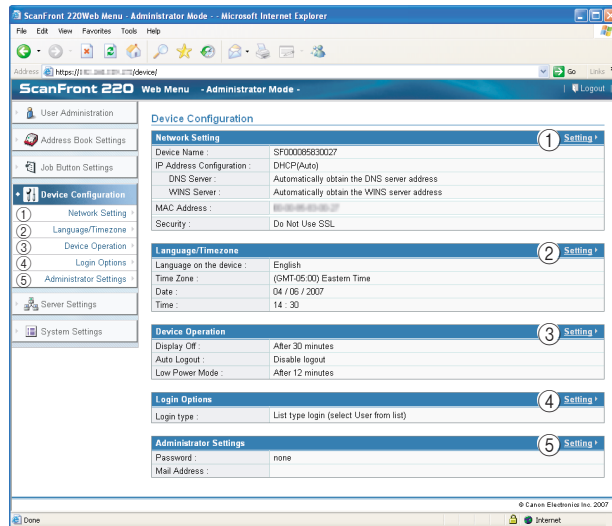 ScanFront 220Web Menu - Administrator Mode - - Microsoft Internet Explorer
File Edit View Favorites Tools Help
Address https:// /device/ Go Links
ScanFront 220 Web Menu - Administrator Mode - Logout
User Administration
Address Book Settings
Job Button Settings
Device Configuration
① Network Setting
② Language/Timezone
③ Device Operation
④ Login Options
⑤ Administrator Settings
Server Settings
System Settings
Device Configuration
Network Setting ① Setting
Device Name : SF000085830027
IP Address Configuration : DHCP(Auto)
DNS Server : Automatically obtain the DNS server address
WINS Server : Automatically obtain the WINS server address
MAC Address :
Security : Do Not Use SSL
Language/Timezone ② Setting
Language on the device : English
Time Zone : (GMT-05:00) Eastern Time
Date : 04 / 06 / 2007
Time : 14 : 30
Device Operation ③ Setting
Display Off : After 30 minutes
Auto Logout : Disable logout
Low Power Mode : After 12 minutes
Login Options ④ Setting
Login type : List type login (select User from list)
Administrator Settings ⑤ Setting
Password : none
Mail Address :
© Canon Electronics Inc. 2007
Done Internet